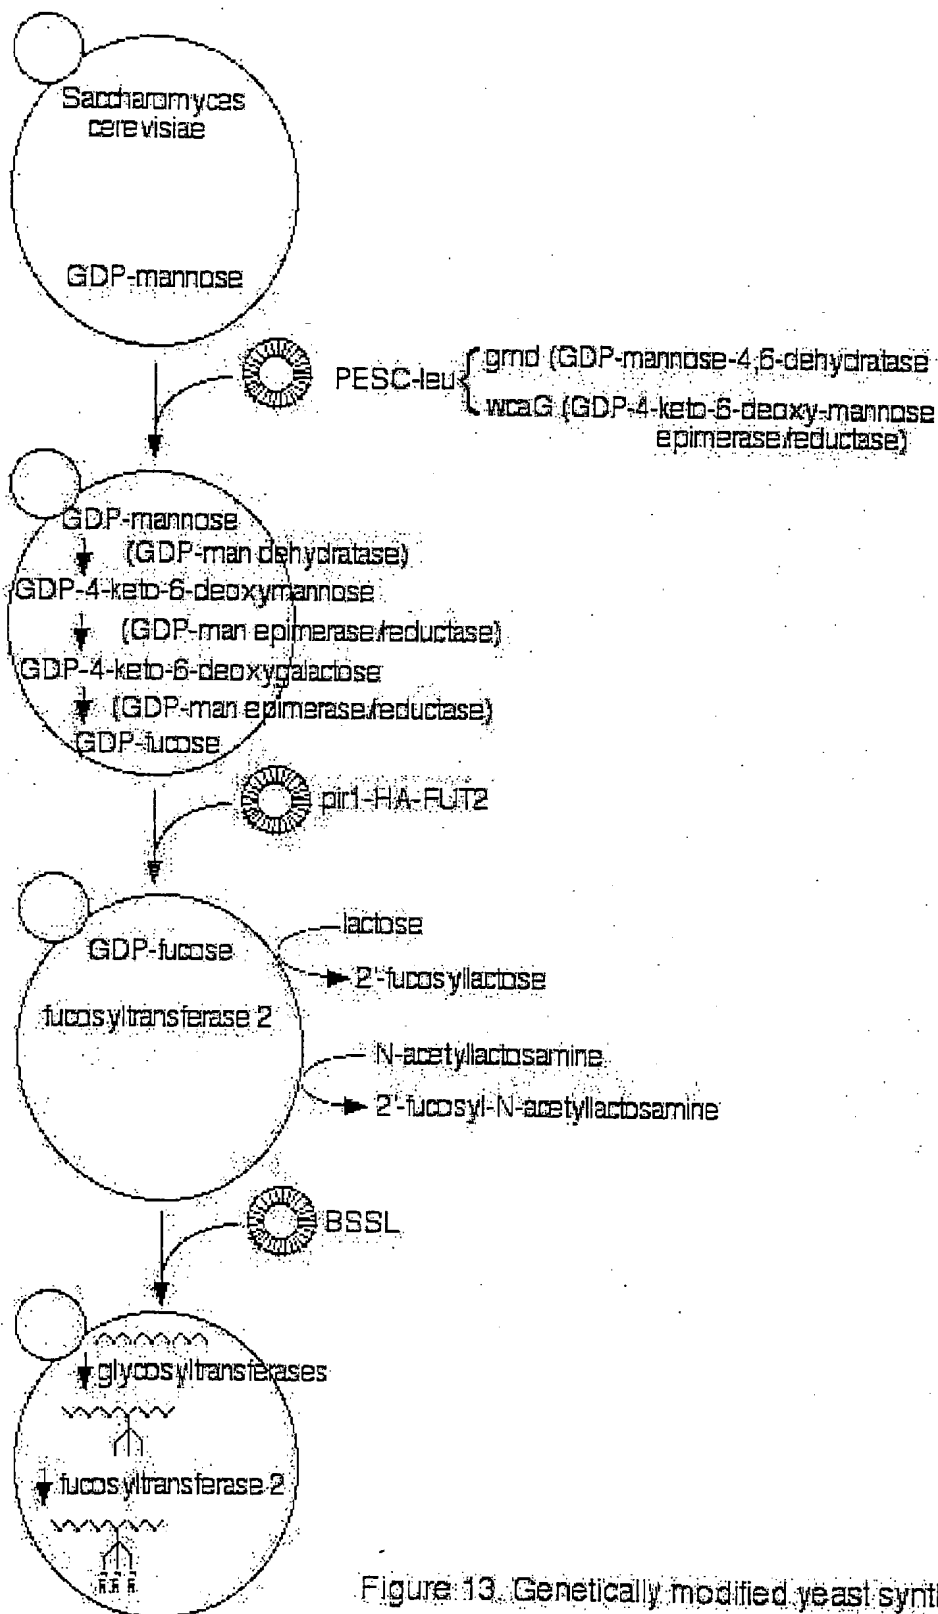 Saccharomyces
cerevisiae
GDP-mannose
PESC-leu
gmd (GDP-mannose-4,6-dehydratase
wcaG (GDP-4-keto-6-deoxy-mannose
epimerase/reductase)
GDP-mannose
(GDP-man dehydratase)
GDP-4-keto-6-deoxymannose
(GDP-man epimerase/reductase)
GDP-4-keto-6-deoxygalactose
(GDP-man epimerase/reductase)
GDP-fucose
pir1-HA-FUT2
GDP-fucose
lactose
2'-fucosyllactose
fucosyltransferase 2
N-acetyllactosamine
2'-fucosyl-N-acetyllactosamine
BSSL
glycosyltransferases
fucosyltransferase 2
Figure 13. Genetically modified yeast synt